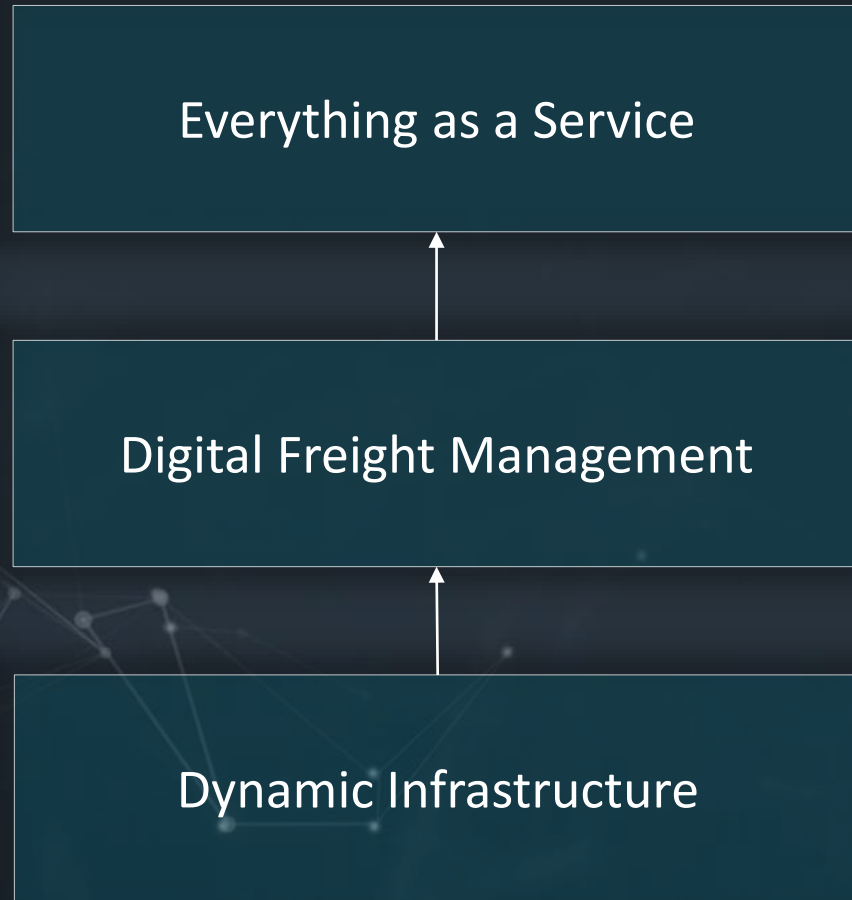 Everything as a Service
Digital Freight Management
Dynamic Infrastructure